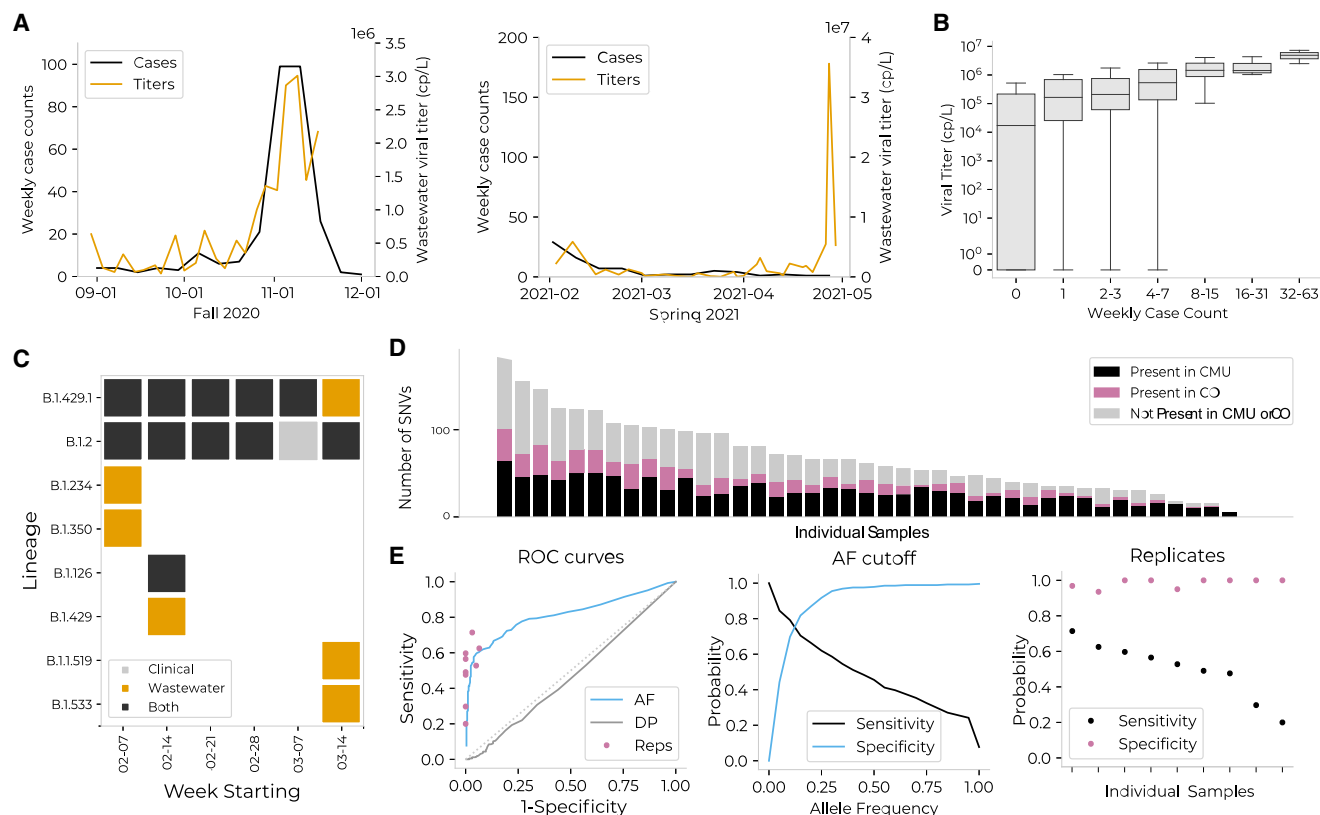 A
1e6
100
80
60
40
20
0
Weekly case counts
Cases
Titers
3.5
3.0
2.5
2.0
1.5
1.0
0.5
0.0
Wastewater viral titer (cp/L)
09-01
10-01
11-01
12-01
Fall 2020
1e7
200
150
100
50
0
Weekly case counts
Cases
Titers
4
3
2
1
0
Wastewater viral titer (cp/L)
2021-02
2021-03
2021-04
2021-05
Spring 2021
B
10⁷
10⁶
10⁵
10⁴
10³
10²
10¹
10⁰
0
Viral Titer (cp/L)
0
1
2-3
4-7
8-15
16-31
32-63
Weekly Case Count
C
Lineage
B.1.429.1
B.1.2
B.1.234
B.1.350
B.1.126
B.1.429
B.1.1.519
B.1.533
Clinical
Wastewater
Both
02-07
02-14
02-21
02-28
03-07
03-14
Week Starting
D
Number of SNVs
100
0
Present in CMU
Present in CO
Not Present in CMU or CO
Individual Samples
E
ROC curves
Sensitivity
1.0
0.8
0.6
0.4
0.2
0.0
AF
DP
Reps
0.00
0.25
0.50
0.75
1.00
1-Specificity
AF cutoff
Probability
1.0
0.8
0.6
0.4
0.2
0.0
Sensitivity
Specificity
0.00
0.25
0.50
0.75
1.00
Allele Frequency
Replicates
Probability
1.0
0.8
0.6
0.4
0.2
0.0
Sensitivity
Specificity
Individual Samples